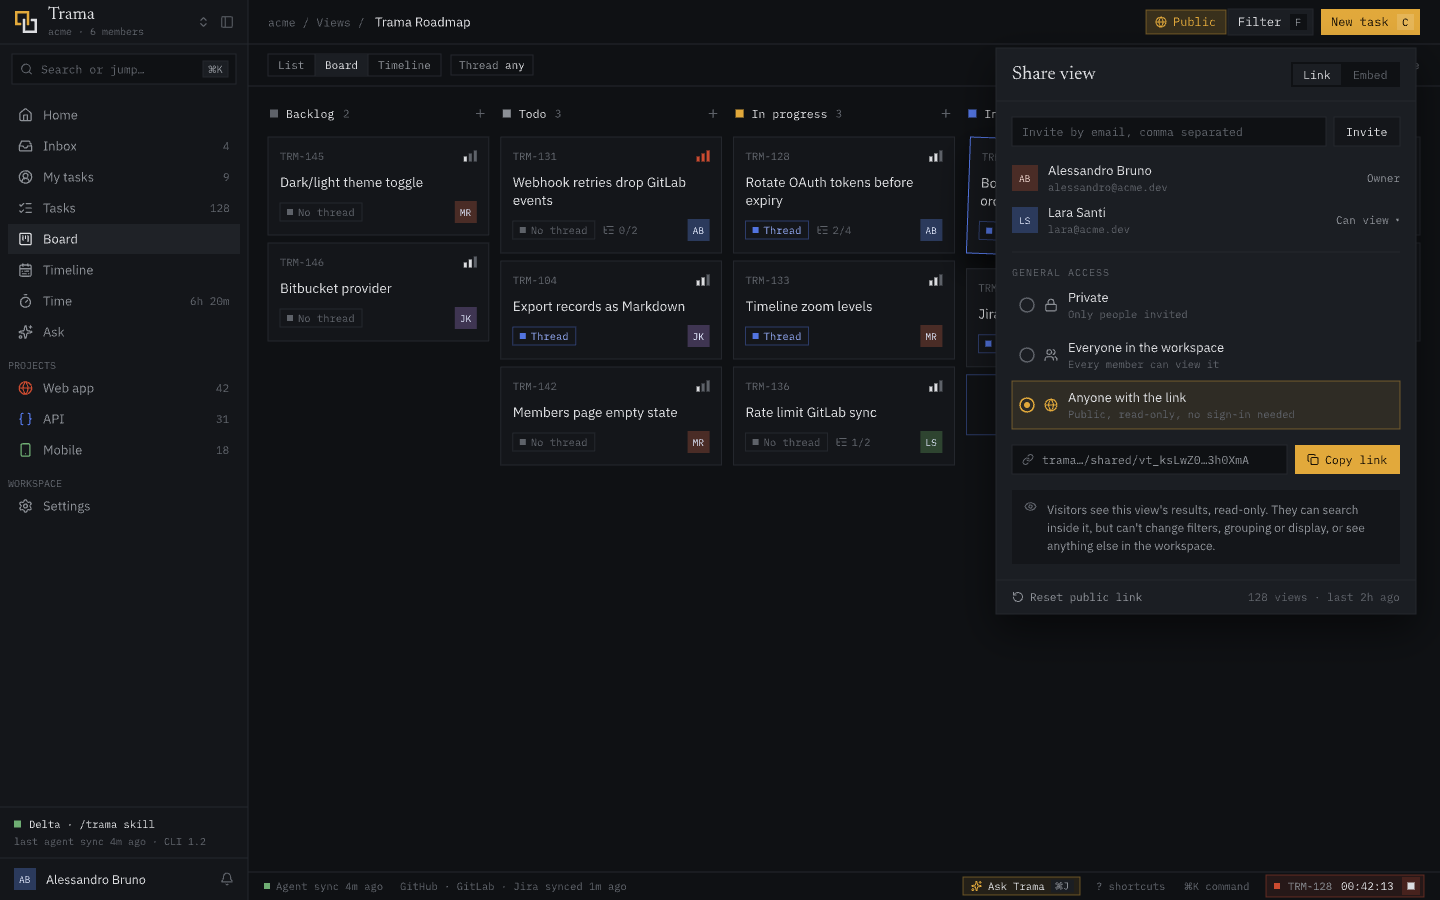 Trama
acme · 6 members
Search or jump…
⌘K
Home
Inbox 4
My tasks 9
Tasks 128
Board
Timeline
Time 6h 20m
Ask
PROJECTS
Web app 42
API 31
Mobile 18
WORKSPACE
Settings
Delta · /trama skill
last agent sync 4m ago · CLI 1.2
AB Alessandro Bruno
acme / Views / Trama Roadmap
Public
Filter F
New task C
List Board Timeline
Thread any
Backlog 2
TRM-145
Dark/light theme toggle
No thread
MR
TRM-146
Bitbucket provider
No thread
JK
Todo 3
TRM-131
Webhook retries drop GitLab
events
No thread
0/2
AB
TRM-104
Export records as Markdown
Thread
JK
TRM-142
Members page empty state
No thread
MR
In progress 3
TRM-128
Rotate OAuth tokens before
expiry
Thread
2/4
AB
TRM-133
Timeline zoom levels
Thread
MR
TRM-136
Rate limit GitLab sync
No thread
1/2
LS
Share view
Link Embed
Invite by email, comma separated
Invite
AB Alessandro Bruno
alessandro@acme.dev
Owner
LS Lara Santi
lara@acme.dev
Can view
GENERAL ACCESS
Private
Only people invited
Everyone in the workspace
Every member can view it
Anyone with the link
Public, read-only, no sign-in needed
trama…/shared/vt_ksLwZ0…3h0XmA
Copy link
Visitors see this view's results, read-only. They can search
inside it, but can't change filters, grouping or display, or see
anything else in the workspace.
Reset public link
128 views · last 2h ago
Agent sync 4m ago
GitHub · GitLab · Jira synced 1m ago
Ask Trama ⌘J
? shortcuts
⌘K command
TRM-128 00:42:13